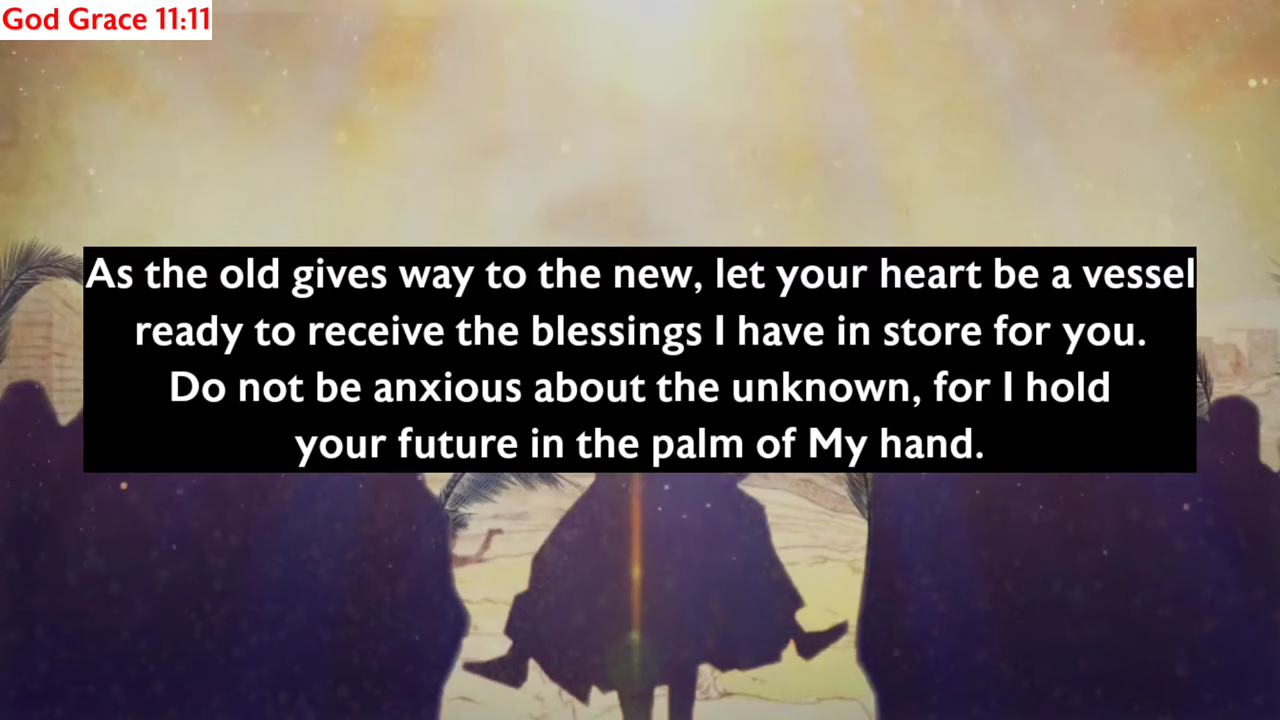 God Grace 11:11
As the old gives way to the new, let your heart be a vessel
ready to receive the blessings I have in store for you.
Do not be anxious about the unknown, for I hold
your future in the palm of My hand.